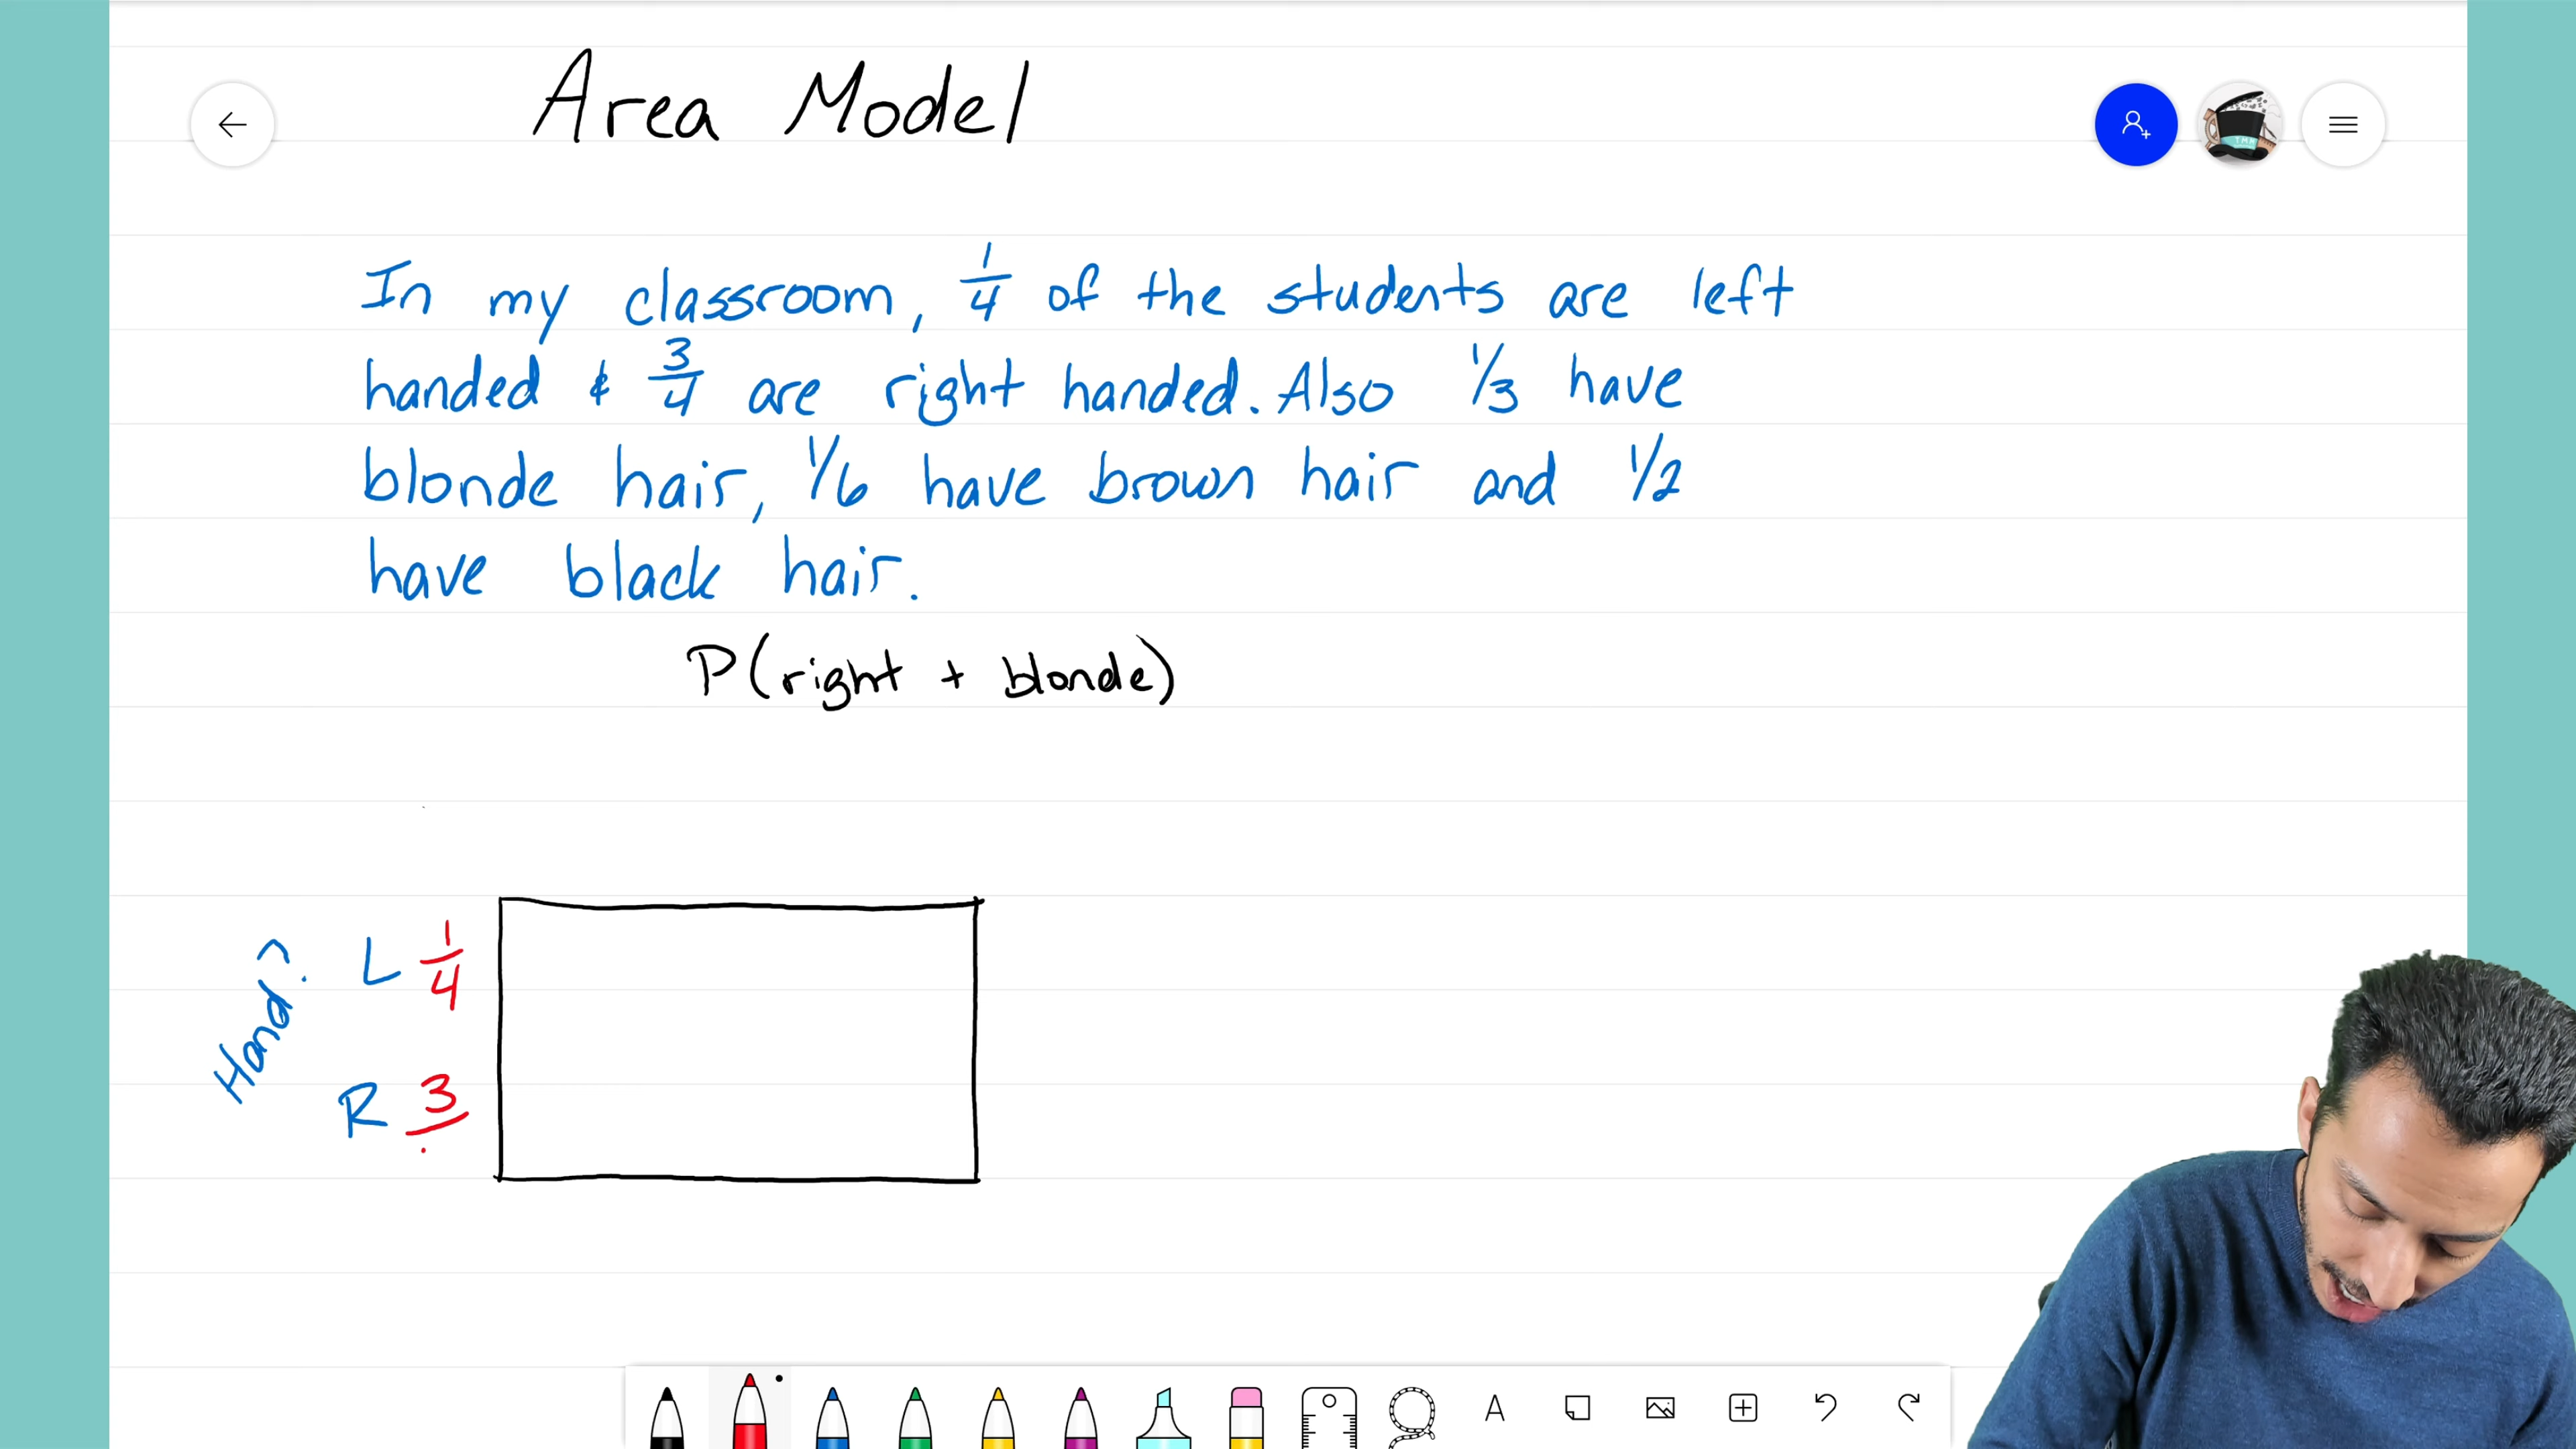 Area Model
In my classroom, 1/4 of the students are left
handed & 3/4 are right handed. Also 1/3 have
blonde hair, 1/6 have brown hair and 1/2
have black hair.
P(right + blonde)
Hand?
L 1/4
R 3
A